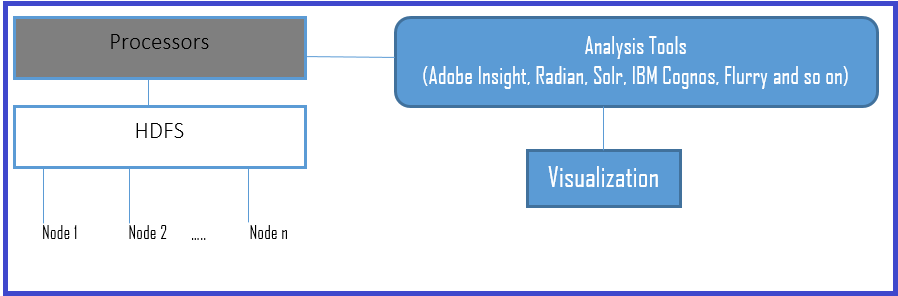 Processors
Analysis Tools
(Adobe Insight, Radian, Solr, IBM Cognos, Flurry and so on)
HDFS
Visualization
Node 1 Node 2 ..... Node n